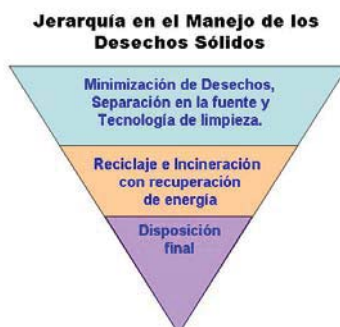 Jerarquía en el Manejo de los
Desechos Sólidos
Minimización de Desechos,
Separación en la fuente y
Tecnología de limpieza.
Reciclaje e Incineración
con recuperación
de energía
Disposición
final